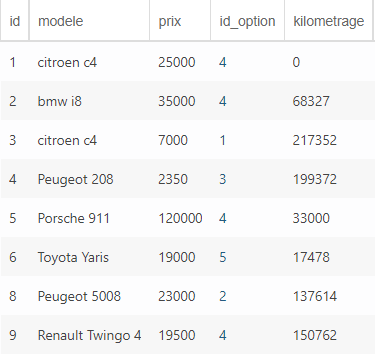 id modele prix id_option kilometrage
1 citroen c4 25000 4 0
2 bmw i8 35000 4 68327
3 citroen c4 7000 1 217352
4 Peugeot 208 2350 3 199372
5 Porsche 911 120000 4 33000
6 Toyota Yaris 19000 5 17478
8 Peugeot 5008 23000 2 137614
9 Renault Twingo 4 19500 4 150762